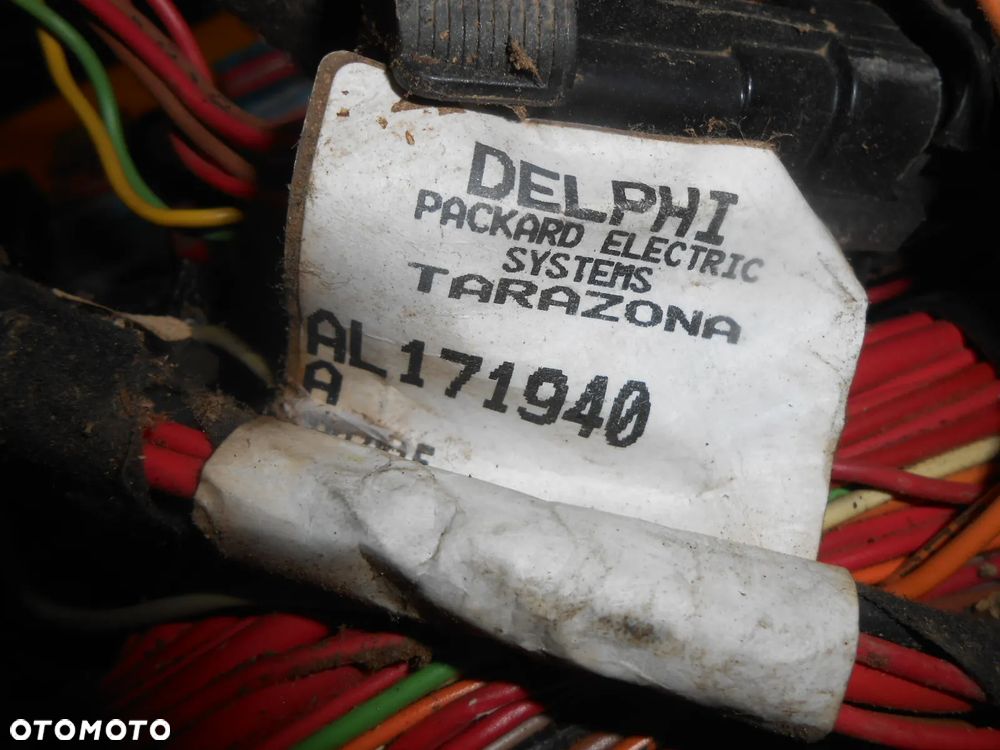 DELPHI
PACKARD ELECTRIC
SYSTEMS
TARAZONA
AL171940
A
OTOMOTO